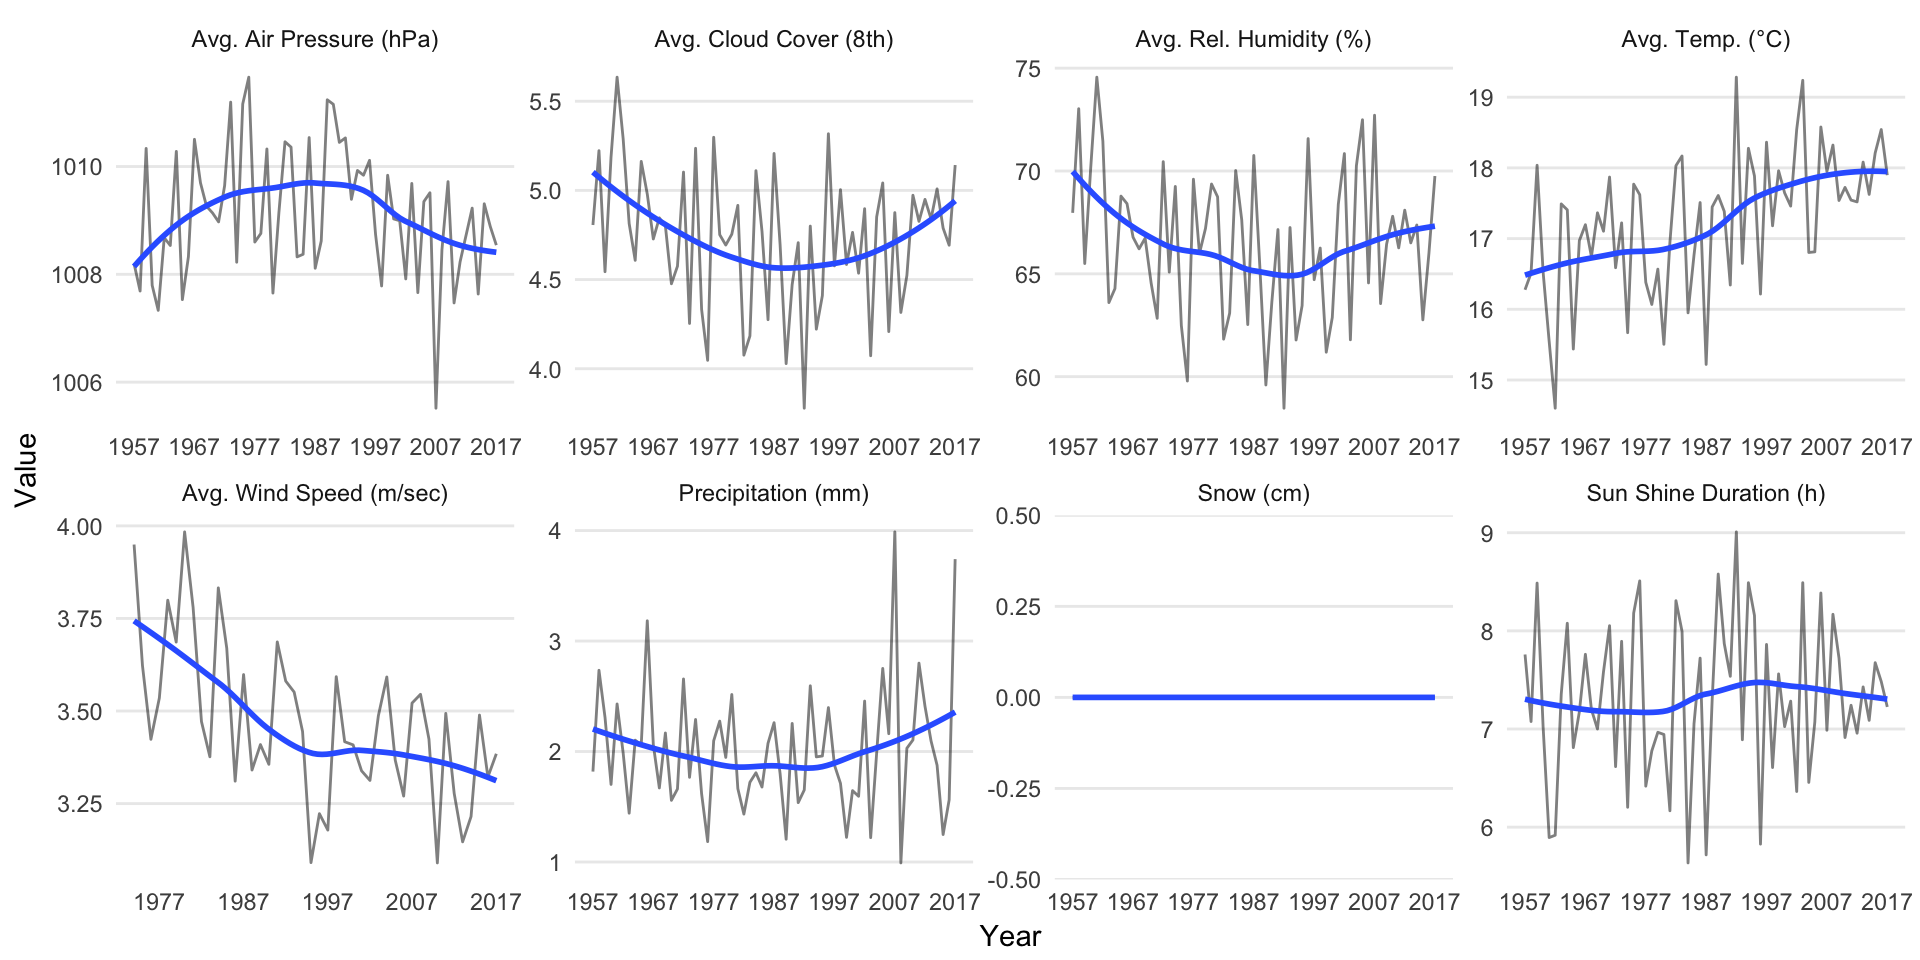 Avg. Air Pressure (hPa)
1010
1008
1006
1957 1967 1977 1987 1997 2007 2017
Avg. Cloud Cover (8th)
5.5
5.0
4.5
4.0
1957 1967 1977 1987 1997 2007 2017
Avg. Rel. Humidity (%)
75
70
65
60
1957 1967 1977 1987 1997 2007 2017
Avg. Temp. (°C)
19
18
17
16
15
1957 1967 1977 1987 1997 2007 2017
Value
Avg. Wind Speed (m/sec)
4.00
3.75
3.50
3.25
1977 1987 1997 2007 2017
Precipitation (mm)
4
3
2
1
1957 1967 1977 1987 1997 2007 2017
Snow (cm)
0.50
0.25
0.00
-0.25
-0.50
1957 1967 1977 1987 1997 2007 2017
Sun Shine Duration (h)
9
8
7
6
1957 1967 1977 1987 1997 2007 2017
Year